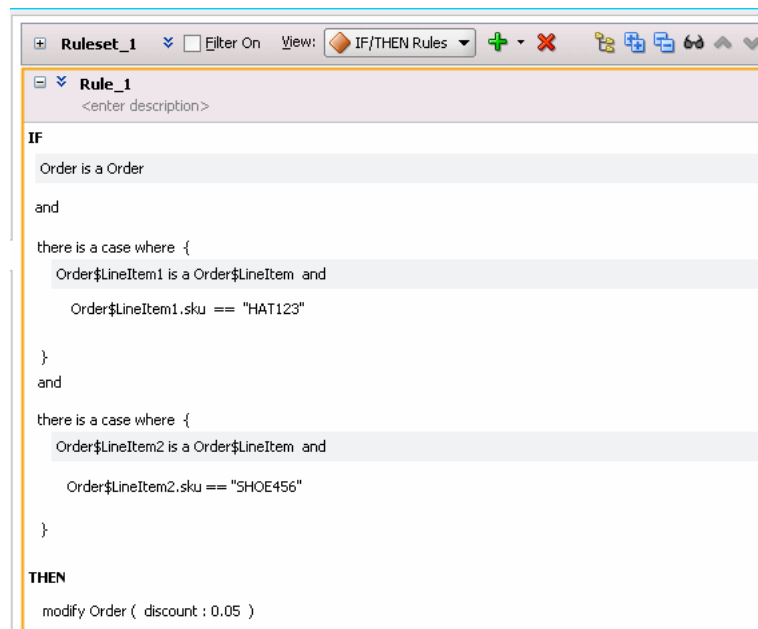 Ruleset_1 Filter On View: IF/THEN Rules
Rule_1
<enter description>
IF
Order is a Order
and
there is a case where {
Order$LineItem1 is a Order$LineItem and
Order$LineItem1.sku == "HAT123"
}
and
there is a case where {
Order$LineItem2 is a Order$LineItem and
Order$LineItem2.sku == "SHOE456"
}
THEN
modify Order ( discount : 0.05 )